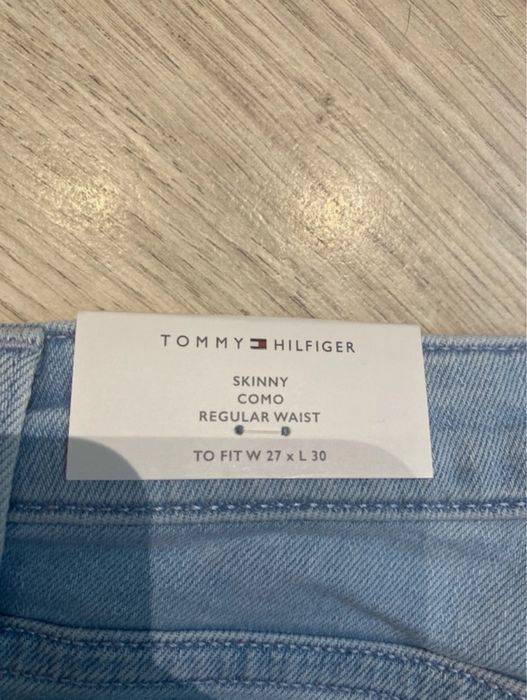 TOMMY HILFIGER
SKINNY
COMO
REGULAR WAIST
TO FIT W 27 x L 30